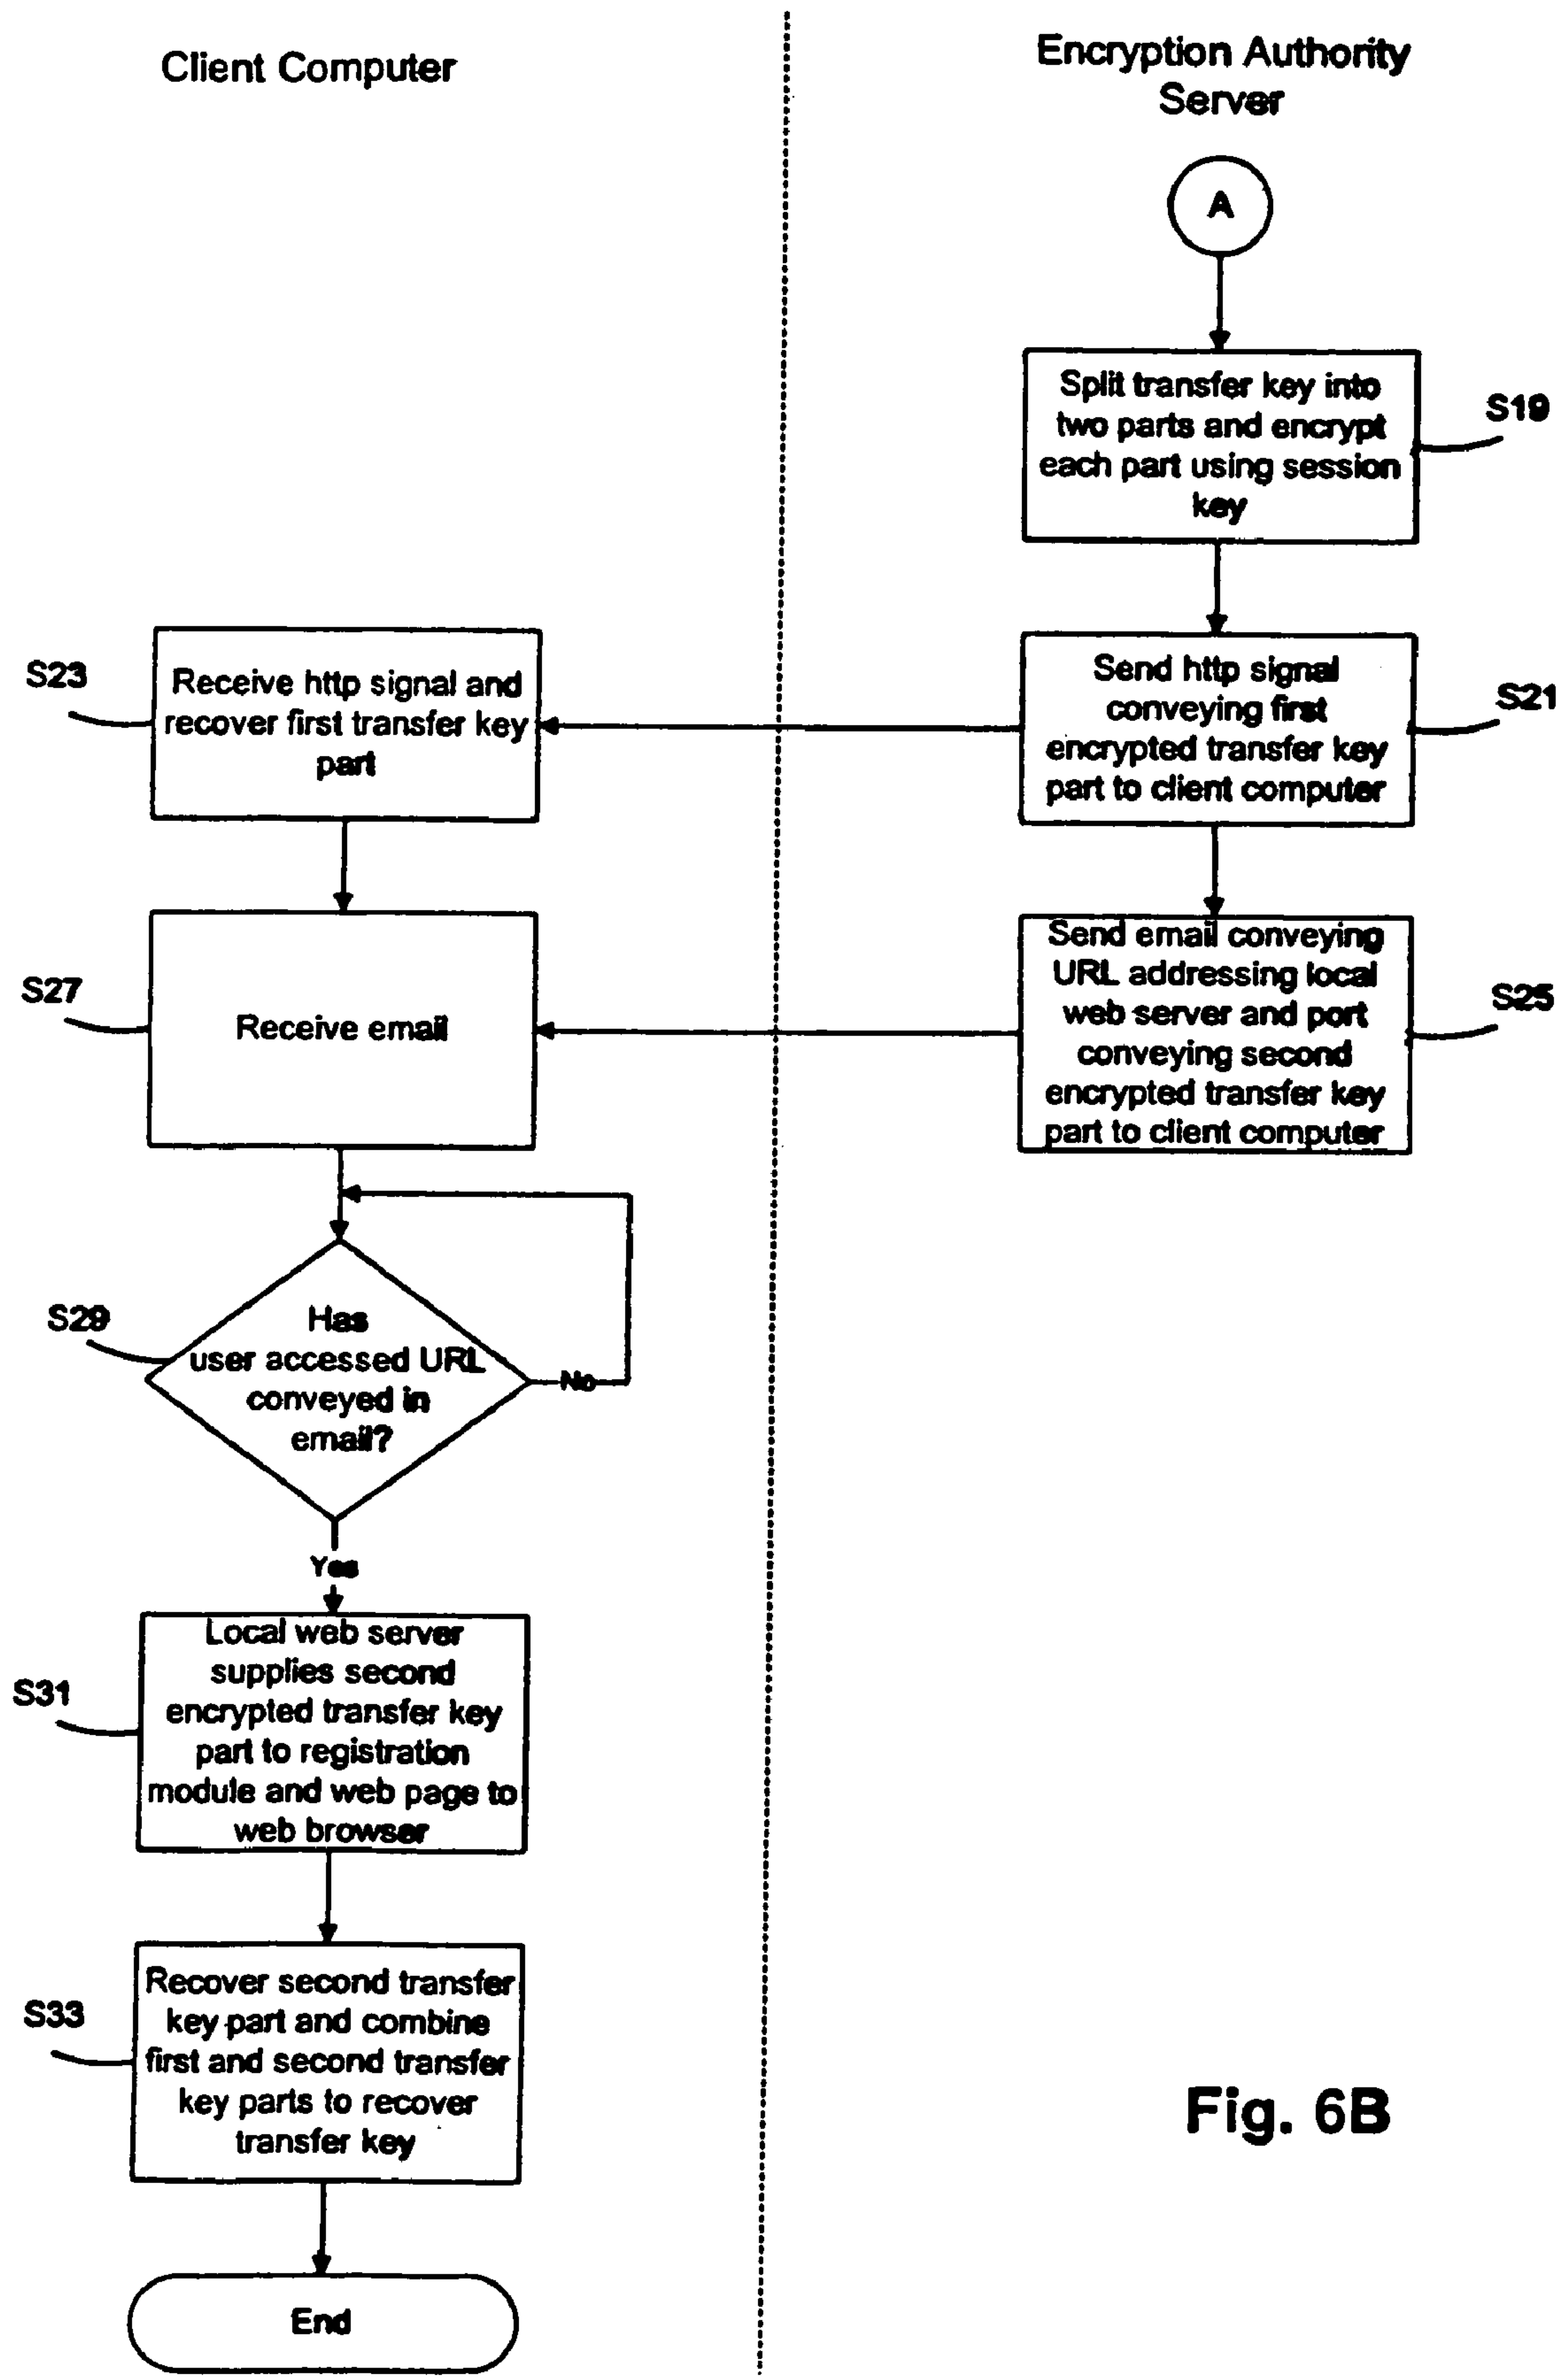 Client Computer
Encryption Authority
Server
A
Split transfer key into
two parts and encrypt
each part using session
key
S19
S23
Receive http signal and
recover first transfer key
part
Send http signal
conveying first
encrypted transfer key
part to client computer
S21
S27
Receive email
Send email conveying
URL addressing local
web server and port
conveying second
encrypted transfer key
part to client computer
S25
S29
Has
user accessed URL
conveyed in
email?
No
Yes
S31
Local web server
supplies second
encrypted transfer key
part to registration
module and web page to
web browser
S33
Recover second transfer
key part and combine
first and second transfer
key parts to recover
transfer key
Fig. 6B
End